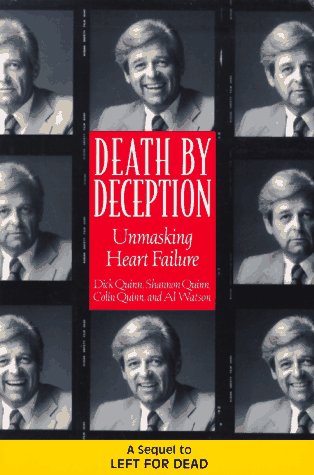 DEATH BY
DECEPTION
Unmasking
Heart Failure
Dick Quinn, Shannon Quinn,
Colin Quinn, and Al Watson
A Sequel to
LEFT FOR DEAD